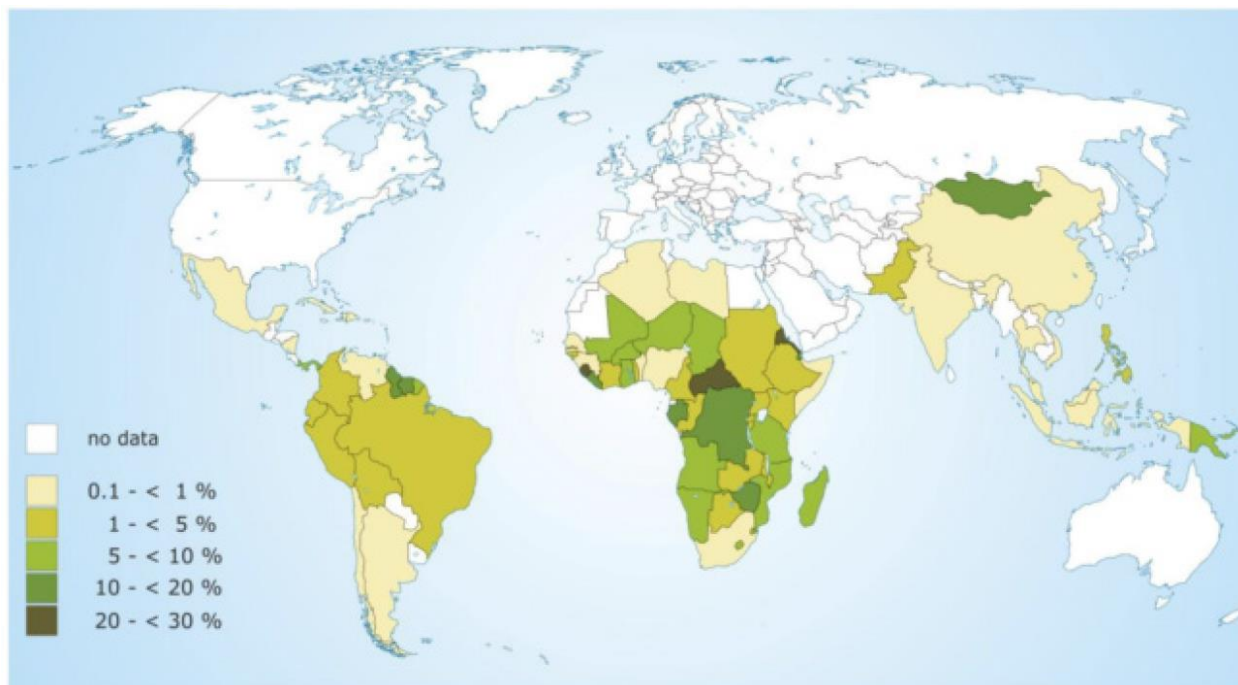 no data
0.1 - < 1 %
1 - < 5 %
5 - < 10 %
10 - < 20 %
20 - < 30 %